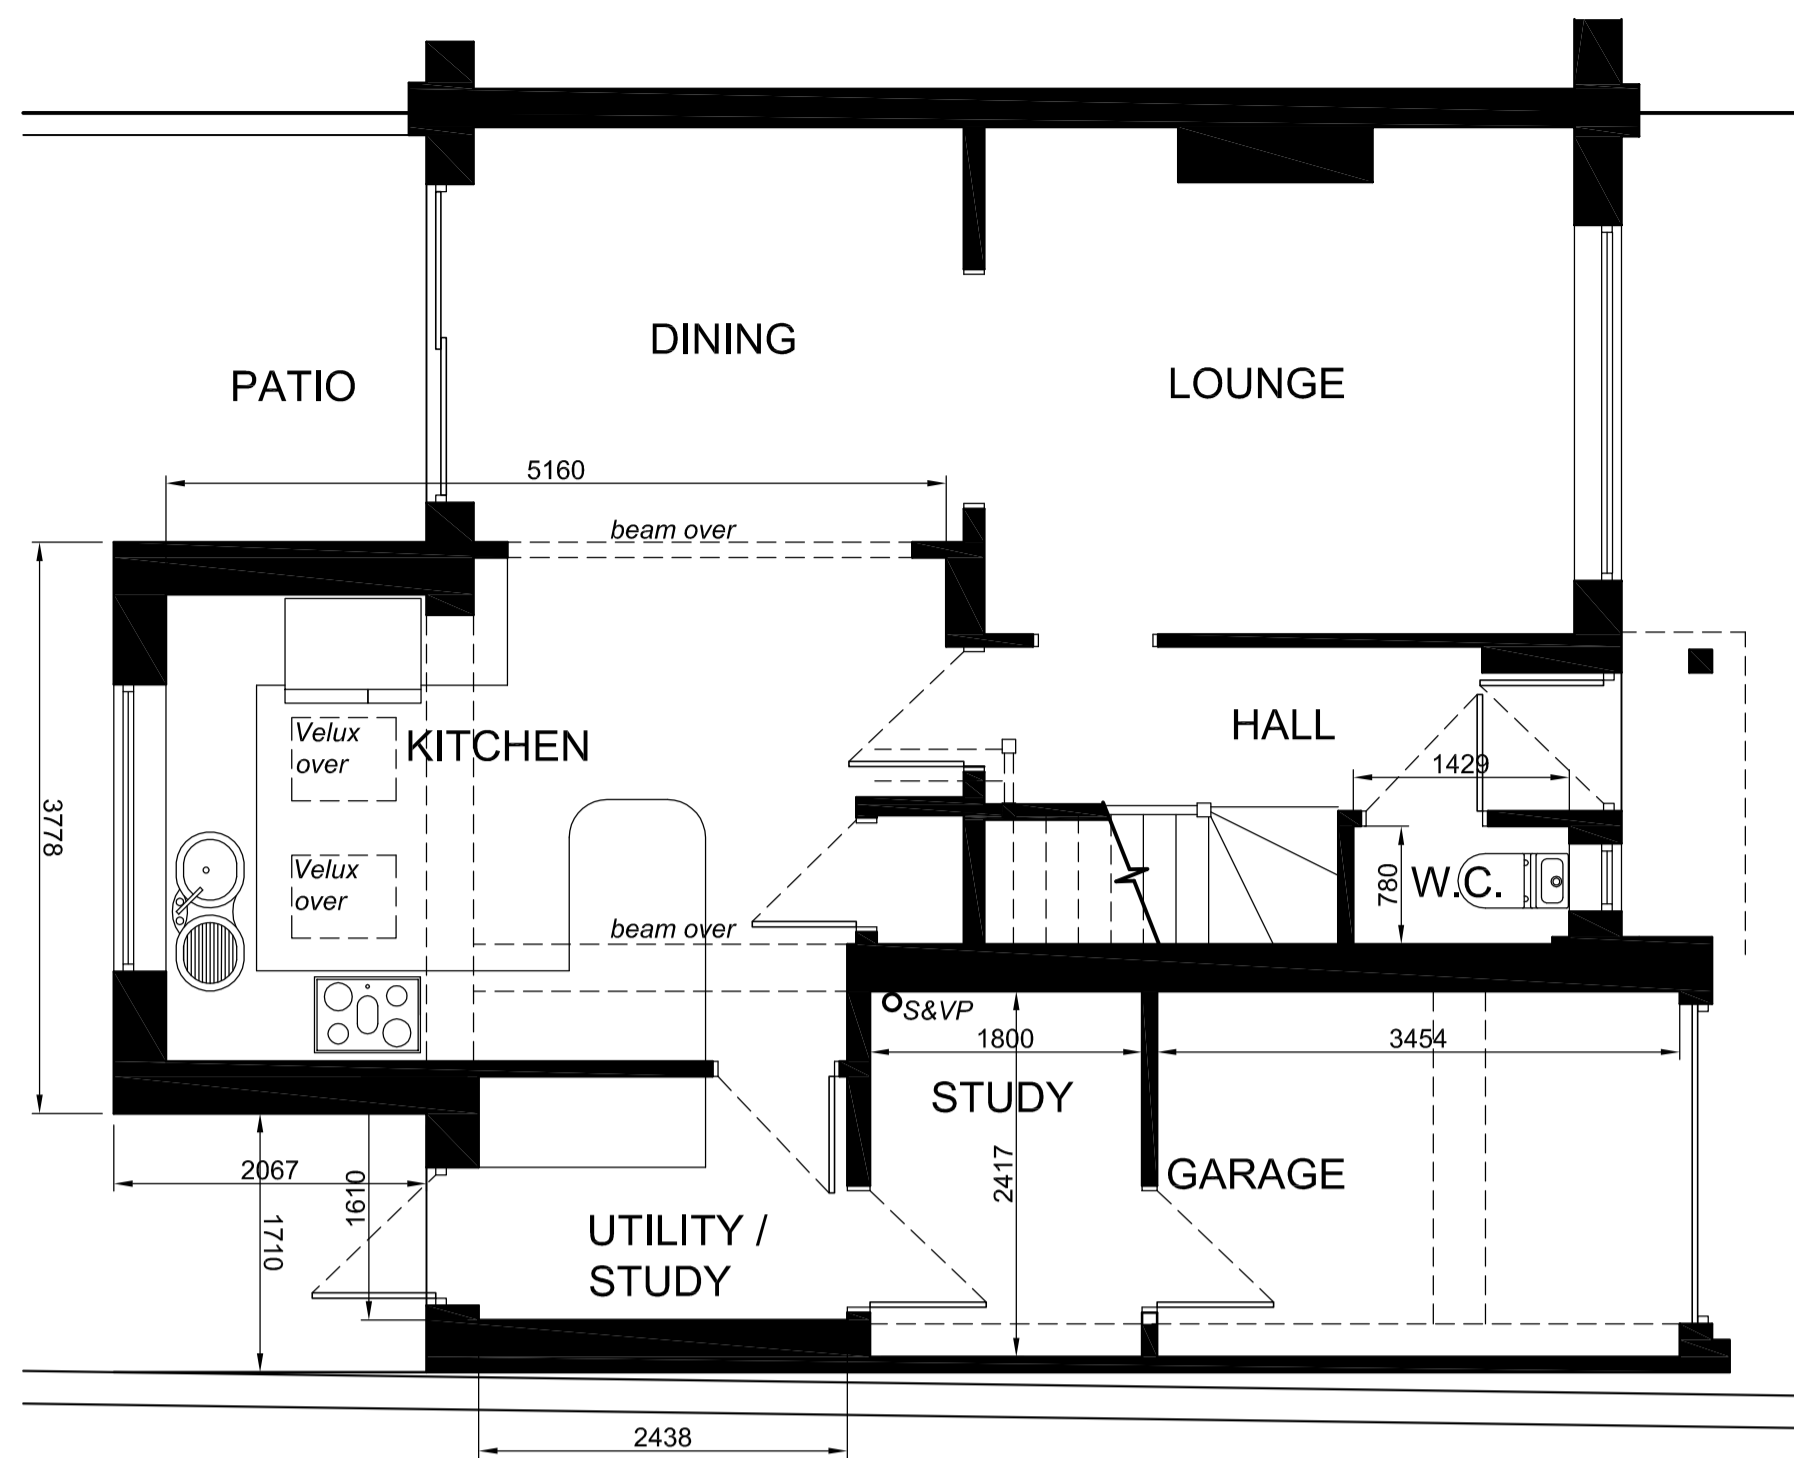 DINING
PATIO
LOUNGE
5160
beam over
Velux
over
KITCHEN
HALL
1429
3778
Velux
over
780
W.C.
beam over
S&VP
1800
3454
STUDY
2067
1610
1710
2417
GARAGE
UTILITY /
STUDY
2438